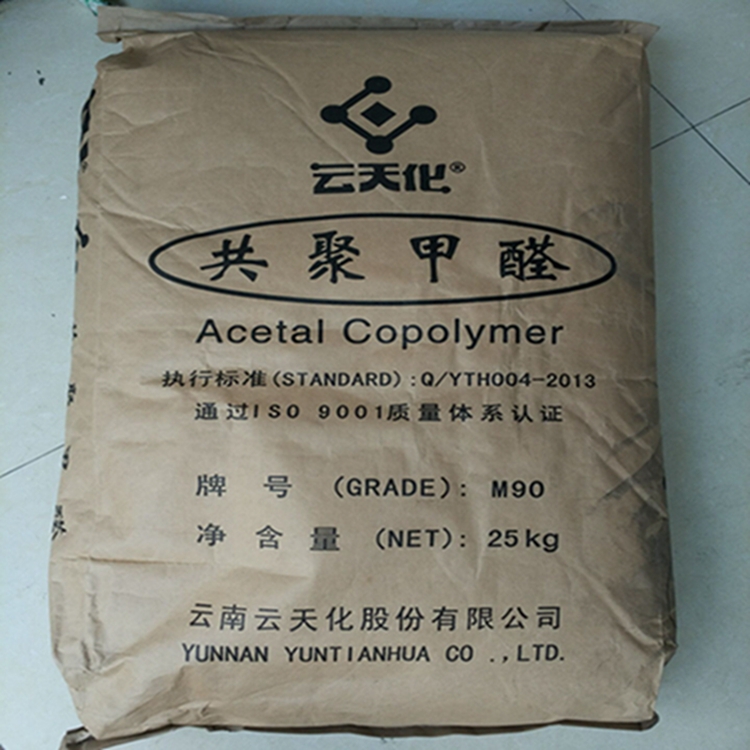 云天化®
共聚甲醛
Acetal Copolymer
执行标准(STANDARD):Q/YTH004-2013
通过ISO 9001质量体系认证
牌 号 (GRADE): M90
净 含 量 (NET): 25kg
云南云天化股份有限公司
YUNNAN YUNTIANHUA CO .,LTD.